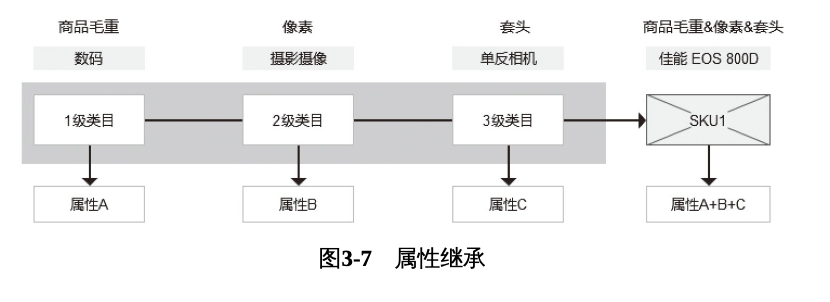 商品毛重 像素 套头 商品毛重&像素&套头
数码 摄影摄像 单反相机 佳能 EOS 800D
1级类目 2级类目 3级类目 SKU1
属性A 属性B 属性C 属性A+B+C
图3-7 属性继承